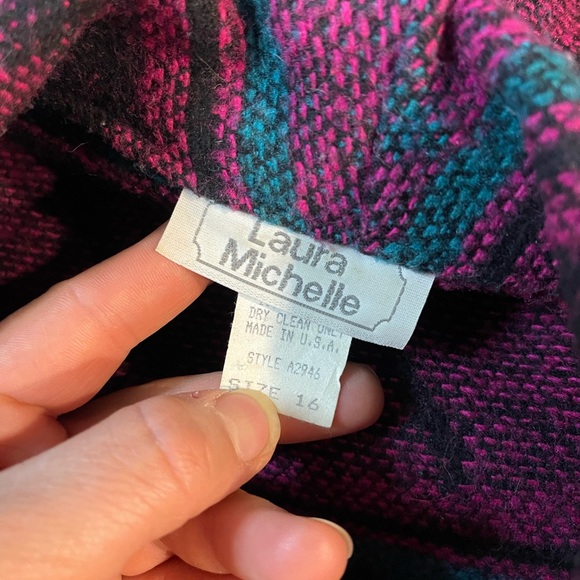 Laura
Michelle
DRY CLEAN ONLY
MADE IN U.S.A.
STYLE A2946
SIZE 16